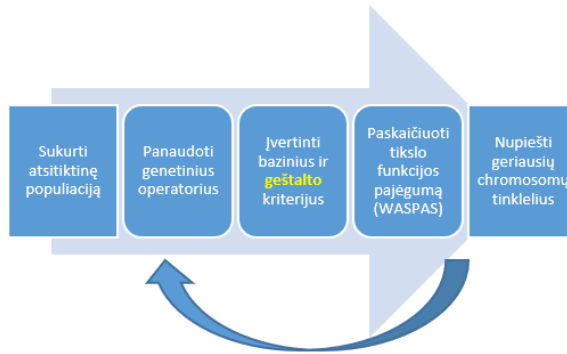 Sukurti
atsitiktinę
populiaciją
Panaudoti
genetinius
operatorius
Įvertinti
bazinius ir
geštalto
kriterijus
Paskaičiuoti
tikslo
funkcijos
pajėgumą
(WASPAS)
Nupiešti
geriausių
chromosomų
tinklelius